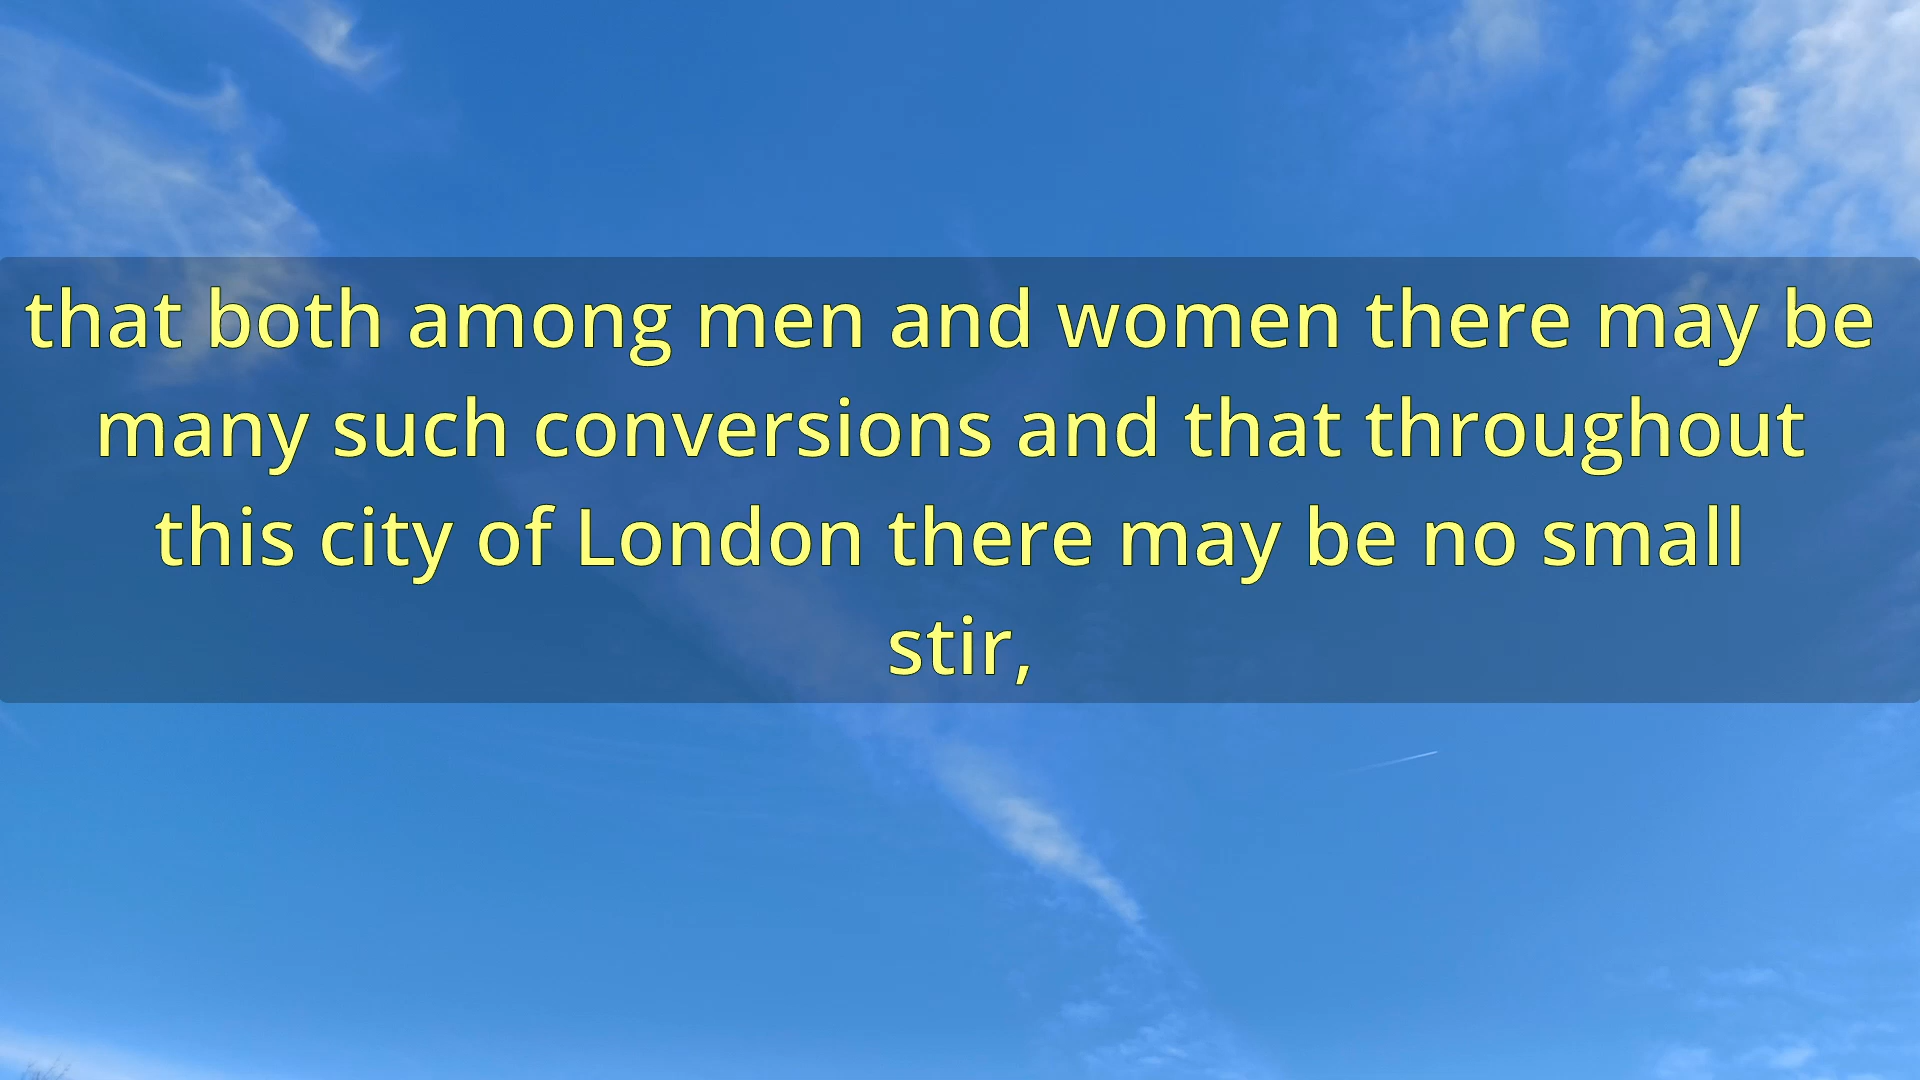 that both among men and women there may be
many such conversions and that throughout
this city of London there may be no small
stir,